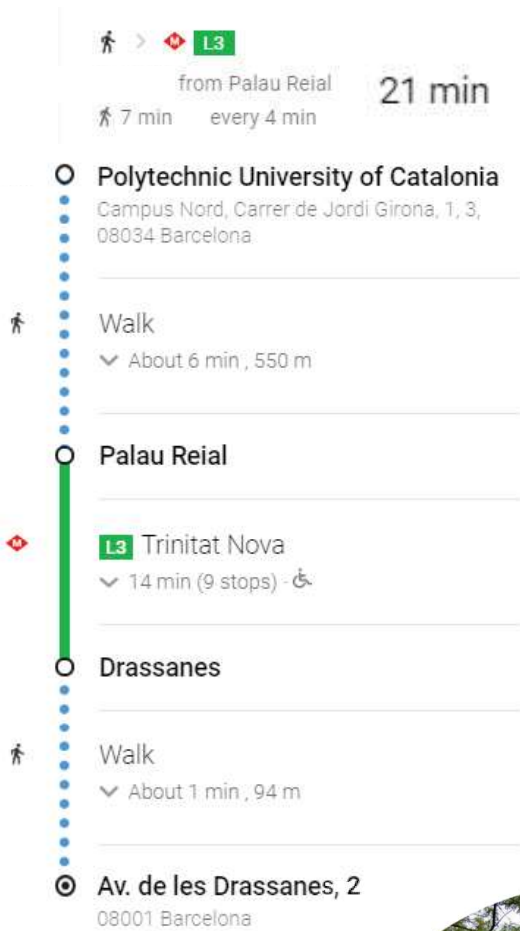 M L3
from Palau Reial
21 min
7 min every 4 min
Polytechnic University of Catalonia
Campus Nord, Carrer de Jordi Girona, 1, 3,
08034 Barcelona
Walk
About 6 min , 550 m
Palau Reial
M
L3 Trinitat Nova
14 min (9 stops) -
Drassanes
Walk
About 1 min , 94 m
Av. de les Drassanes, 2
08001 Barcelona